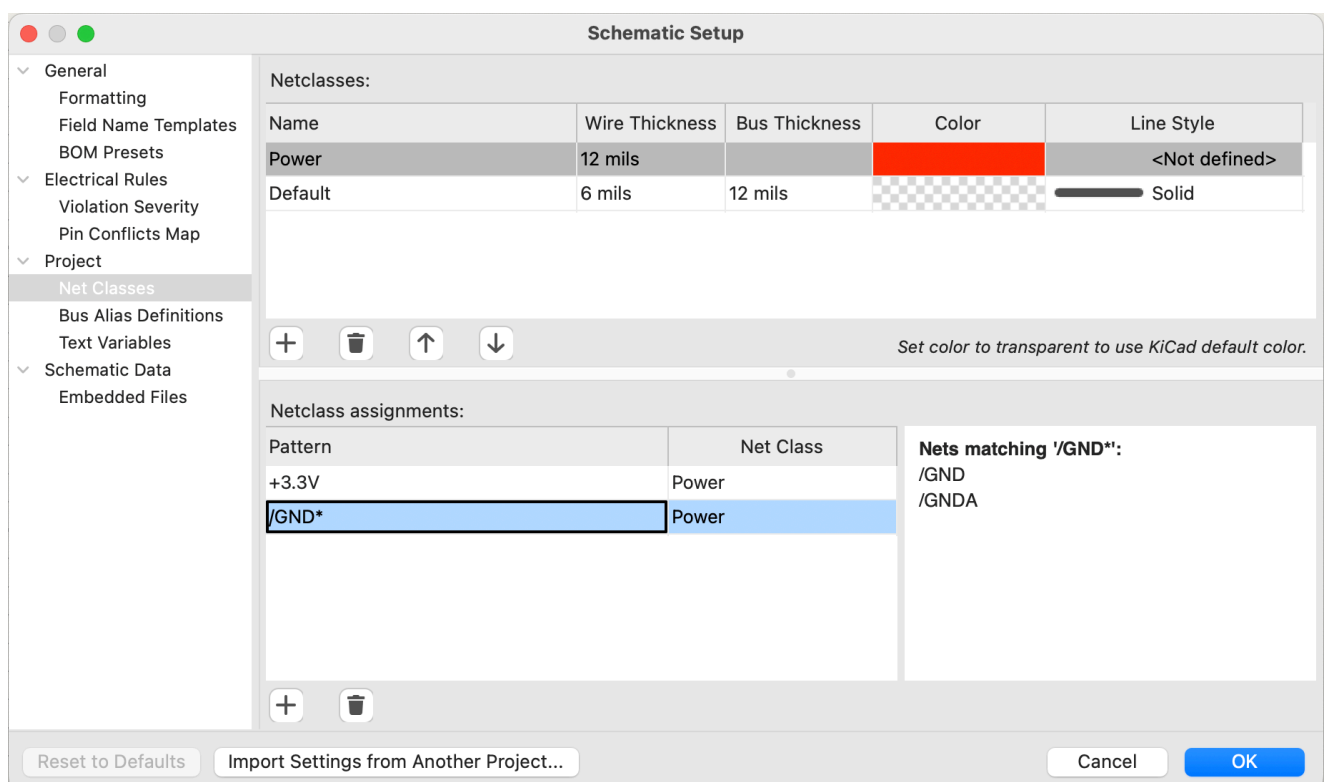 Schematic Setup
General
Formatting
Field Name Templates
BOM Presets
Electrical Rules
Violation Severity
Pin Conflicts Map
Project
Net Classes
Bus Alias Definitions
Text Variables
Schematic Data
Embedded Files
Netclasses:
Name Wire Thickness Bus Thickness Color Line Style
Power 12 mils <Not defined>
Default 6 mils 12 mils Solid
Set color to transparent to use KiCad default color.
Netclass assignments:
Pattern Net Class
+3.3V Power
/GND* Power
Nets matching '/GND*':
/GND
/GNDA
Reset to Defaults Import Settings from Another Project... Cancel OK